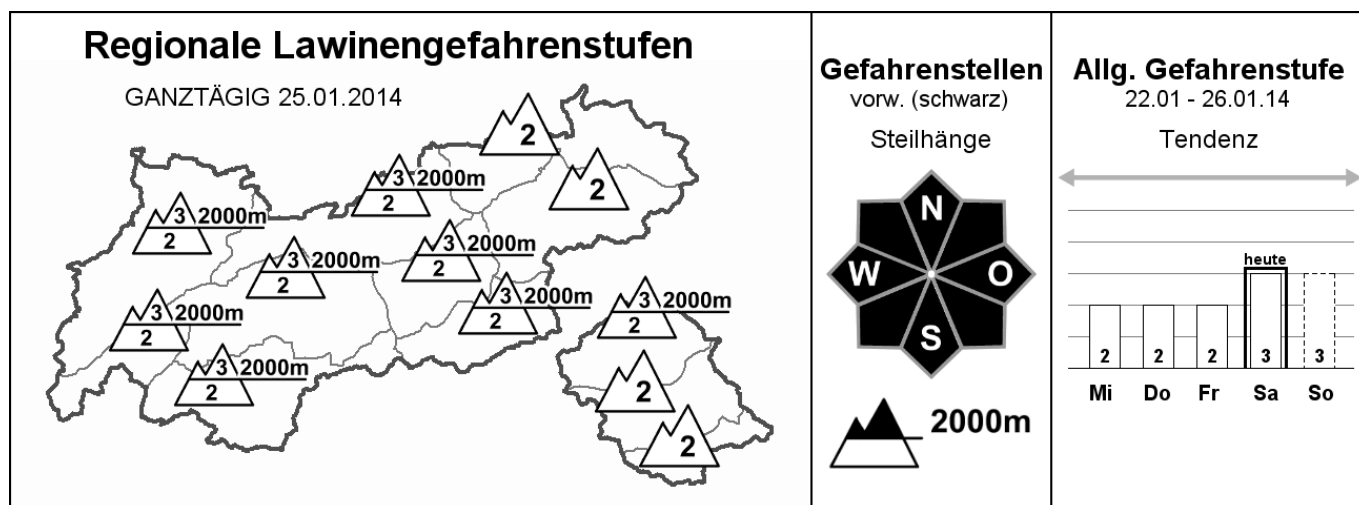 Regionale Lawinengefahrenstufen
GANZTÄGIG 25.01.2014
2
2
3 2000m
2
3 2000m
2
3 2000m
2
3 2000m
2
3 2000m
2
3 2000m
2
3 2000m
2
3 2000m
2
2
2
Gefahrenstellen
vorw. (schwarz)
Steilhänge
N
W O
S
2000m
Allg. Gefahrenstufe
22.01 - 26.01.14
Tendenz
heute
2 2 2 3 3
Mi Do Fr Sa So